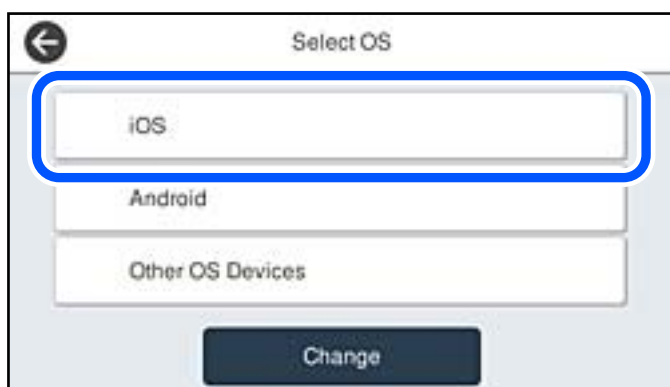 Select OS
iOS
Android
Other OS Devices
Change